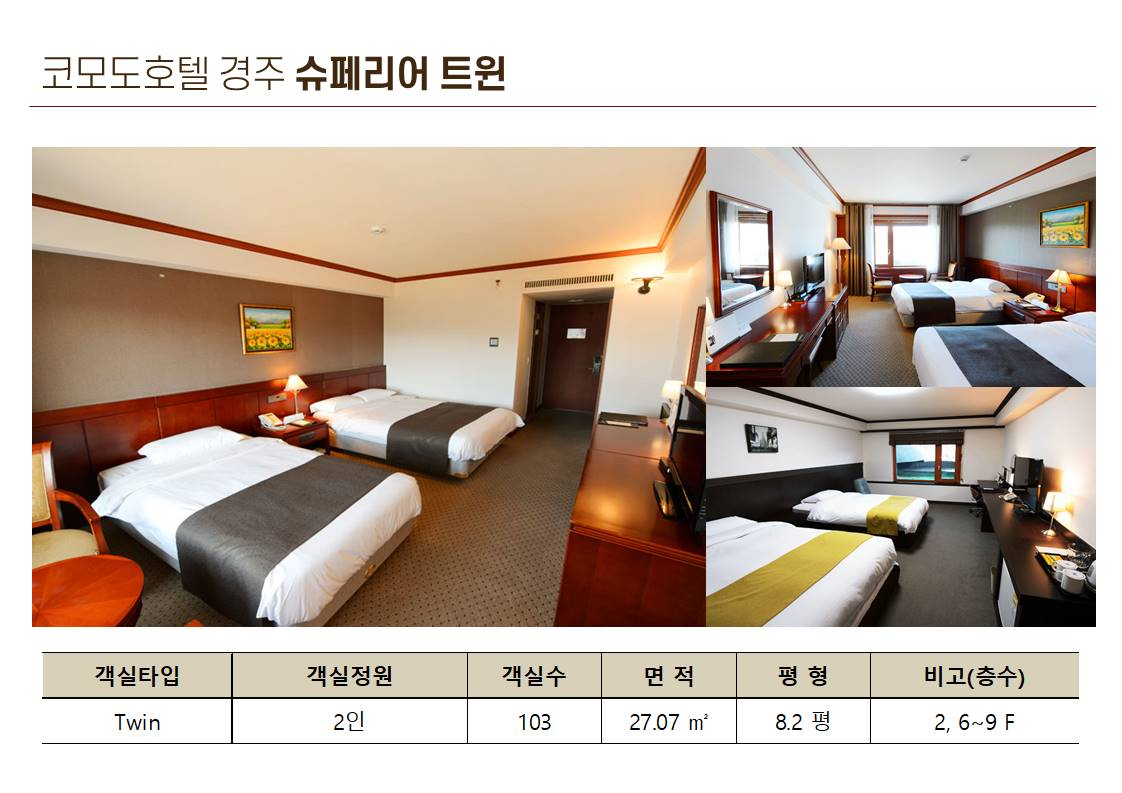 코모도호텔 경주 슈페리어 트윈
객실타입 객실정원 객실수 면 적 평 형 비고(층수)
Twin 2인 103 27.07 ㎡ 8.2 평 2, 6~9 F